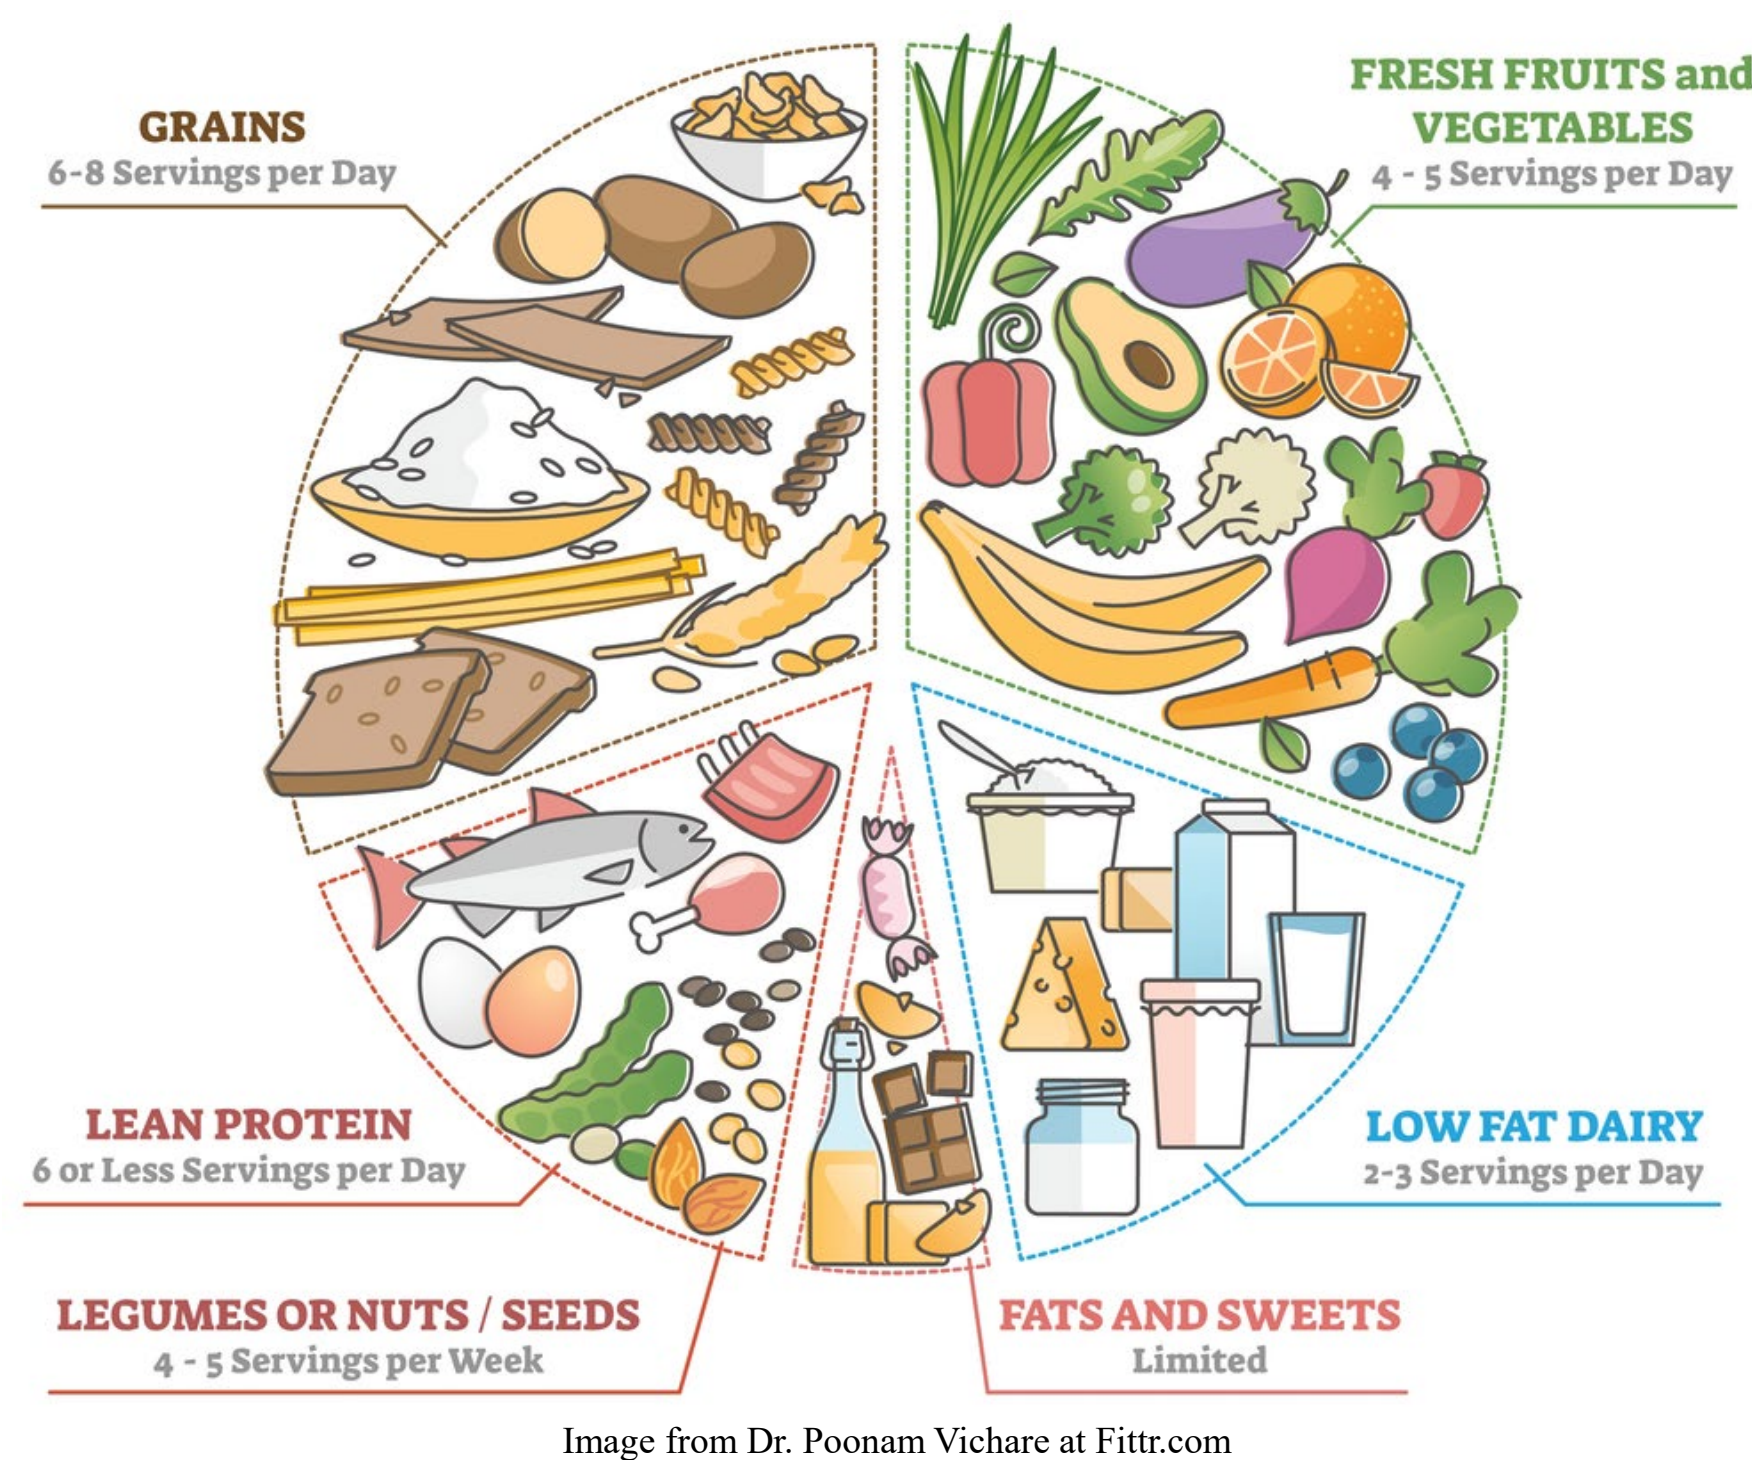 GRAINS
6-8 Servings per Day
FRESH FRUITS and
VEGETABLES
4 - 5 Servings per Day
LEAN PROTEIN
6 or Less Servings per Day
LOW FAT DAIRY
2-3 Servings per Day
LEGUMES OR NUTS / SEEDS
4 - 5 Servings per Week
FATS AND SWEETS
Limited
Image from Dr. Poonam Vichare at Fittr.com